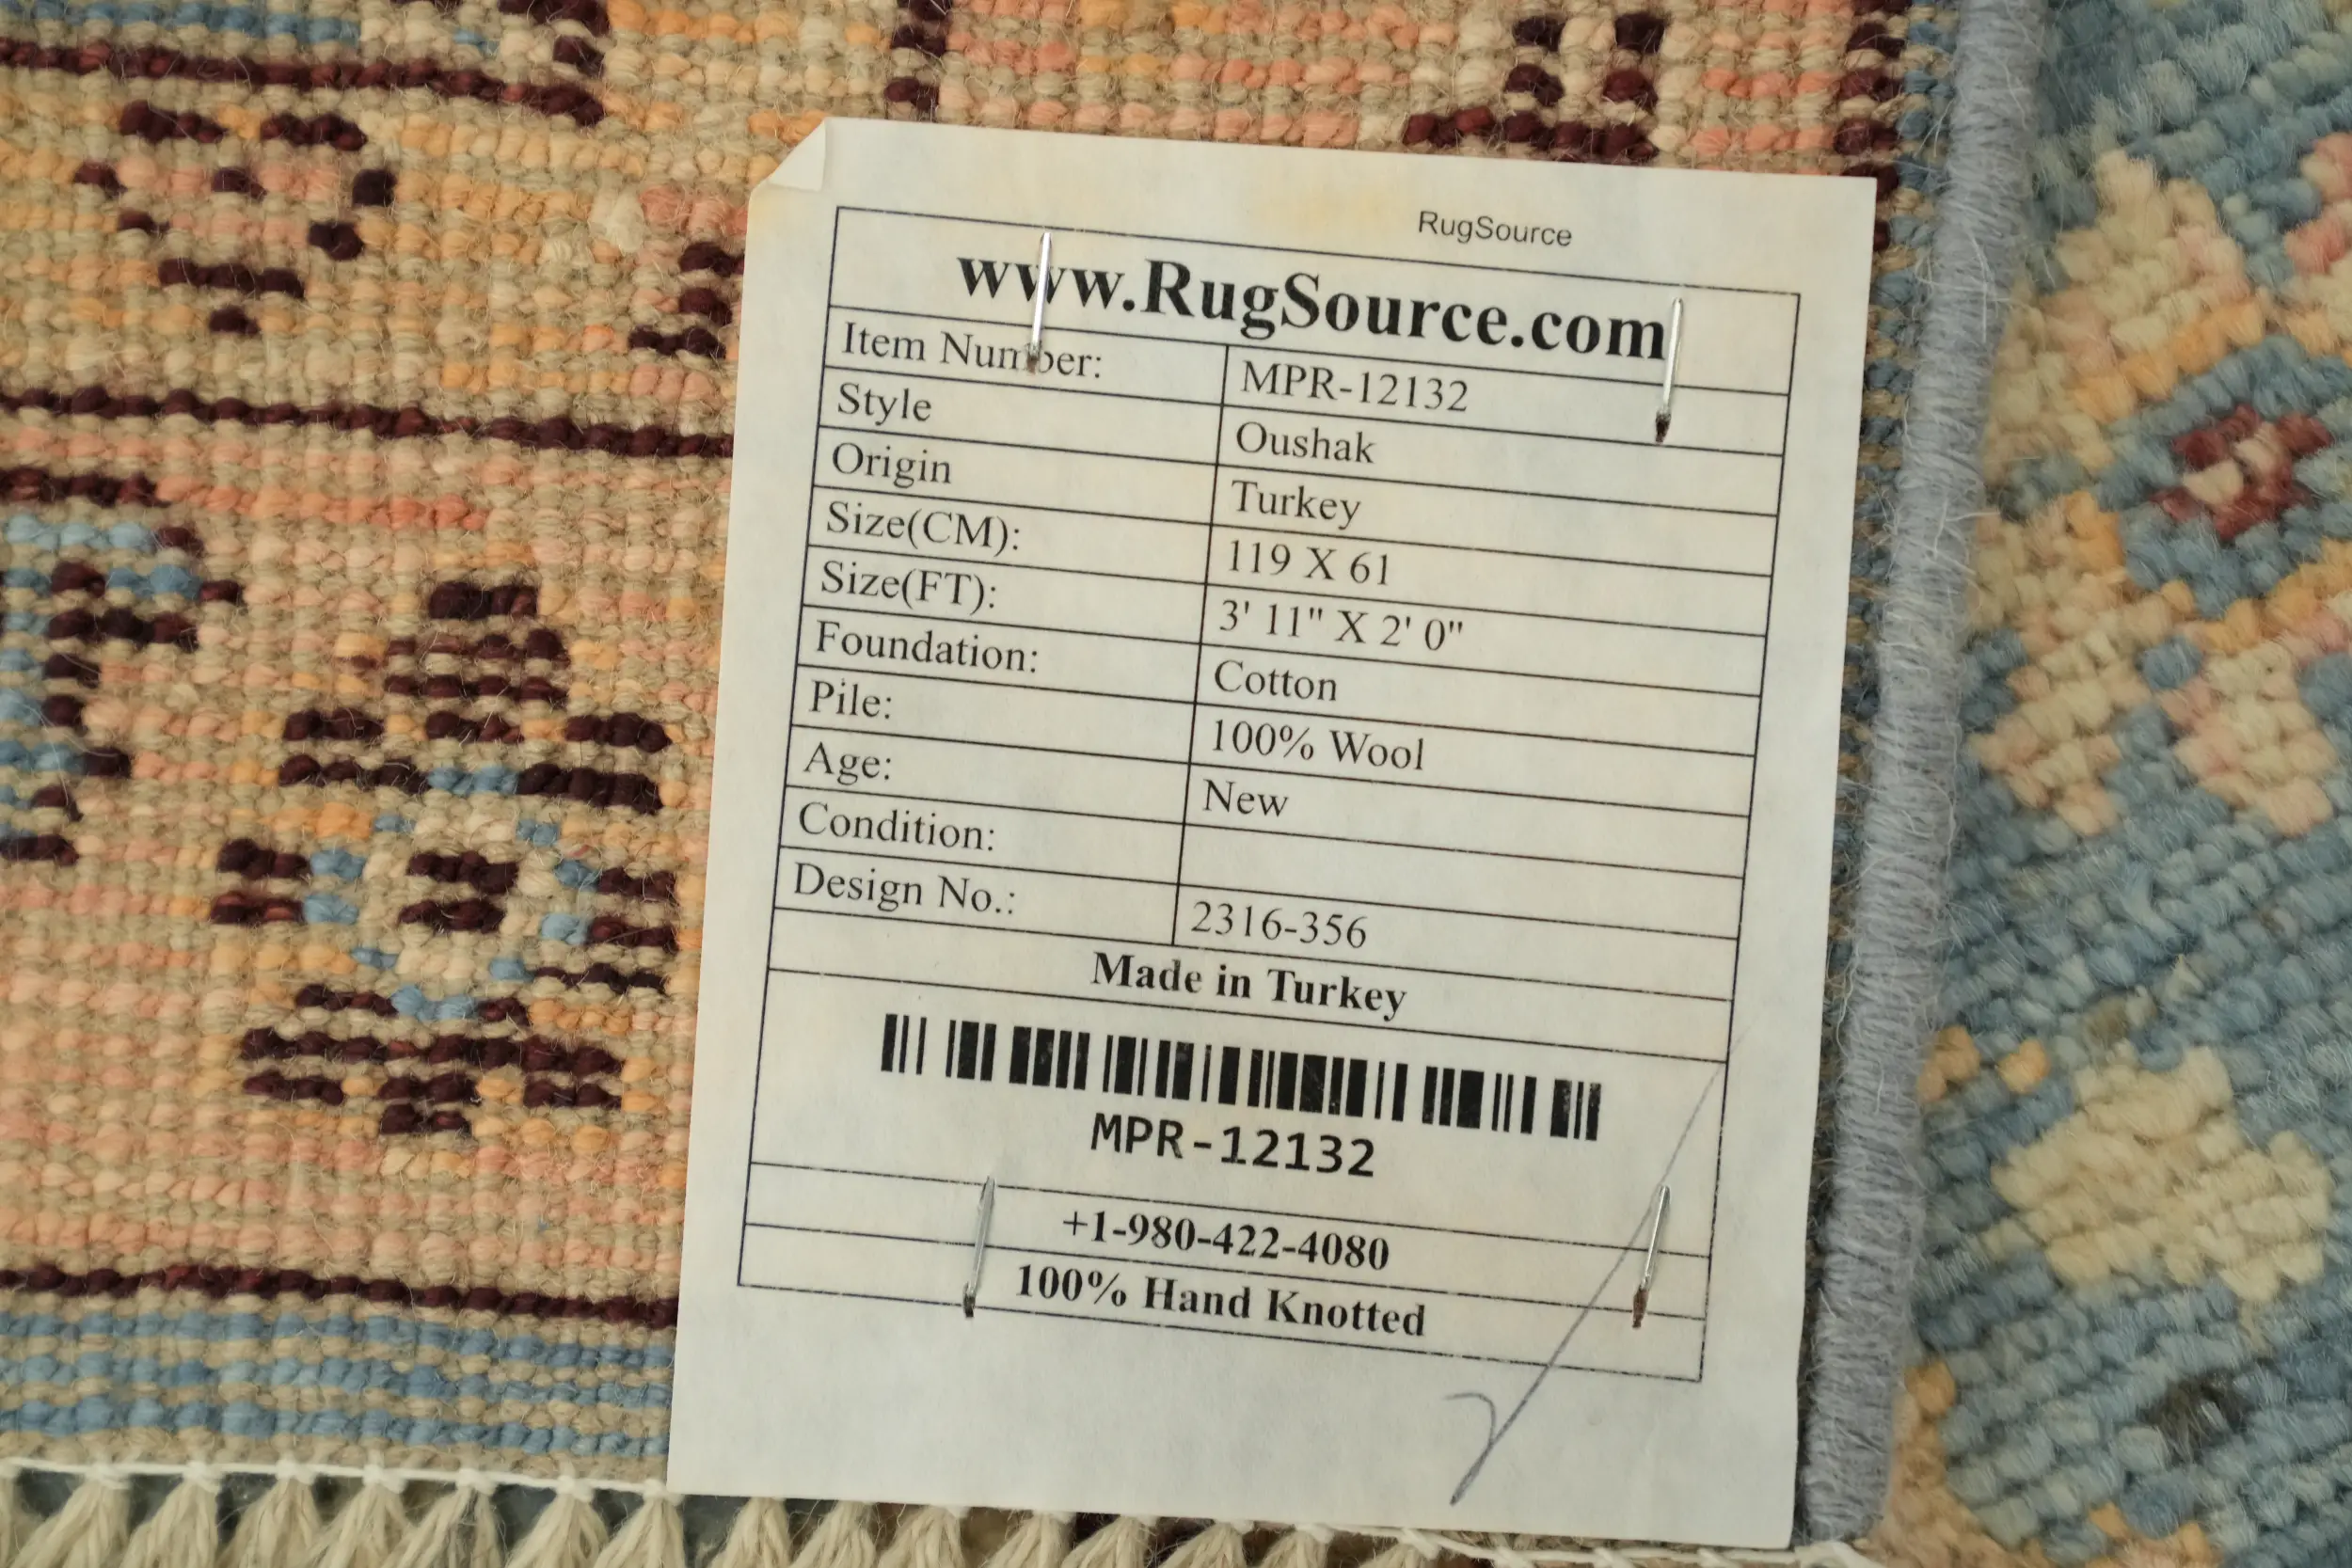 RugSource
www.RugSource.com
Item Number: MPR-12132
Style Oushak
Origin Turkey
Size(CM): 119 X 61
Size(FT): 3' 11" X 2' 0"
Foundation: Cotton
Pile: 100% Wool
Age: New
Condition:
Design No.: 2316-356
Made in Turkey
MPR-12132
+1-980-422-4080
100% Hand Knotted